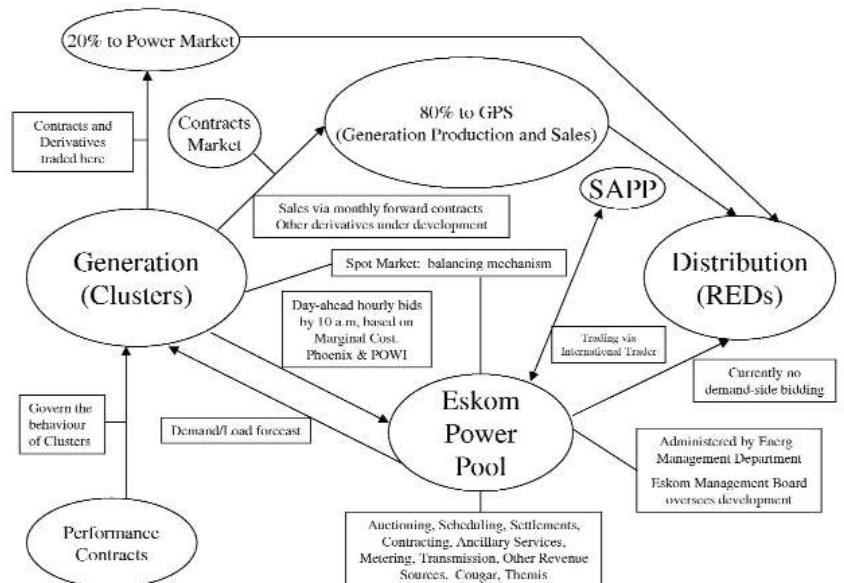 20% to Power Market
Contracts and
Derivatives
traded here
Contracts
Market
80% to GPS
(Generation Production and Sales)
SAPP
Sales via monthly forward contracts
Other derivatives under development
Generation
(Clusters)
Spot Market: balancing mechanism
Distribution
(REDs)
Day-ahead hourly bids
by 10 a.m, based on
Marginal Cost.
Phoenix & POWI
Trading via
International Trader
Currently no
demand-side bidding
Govern the
behaviour
of Clusters
Demand/Load forecast
Eskom
Power
Pool
Administered by Energ
Management Department
Eskom Management Board
oversees development
Performance
Contracts
Auctioning, Scheduling, Settlements,
Contracting, Ancillary Services,
Metering, Transmission, Other Revenue
Sources. Cougar, Themis